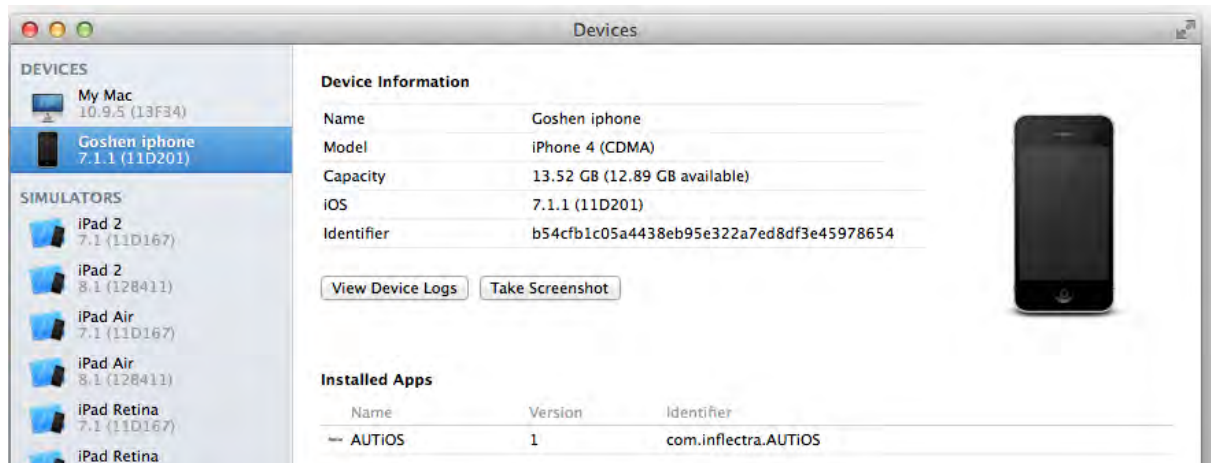 Devices
DEVICES
My Mac
10.9.5 (13F34)
Goshen iphone
7.1.1 (11D201)
SIMULATORS
iPad 2
7.1 (11D167)
iPad 2
8.1 (12B411)
iPad Air
7.1 (11D167)
iPad Air
8.1 (12B411)
iPad Retina
7.1 (11D167)
iPad Retina
Device Information
Name Goshen iphone
Model iPhone 4 (CDMA)
Capacity 13.52 GB (12.89 GB available)
iOS 7.1.1 (11D201)
Identifier b54cfb1c05a4438eb95e322a7ed8df3e45978654
View Device Logs Take Screenshot
Installed Apps
Name Version Identifier
AUTiOS 1 com.inflectra.AUTiOS